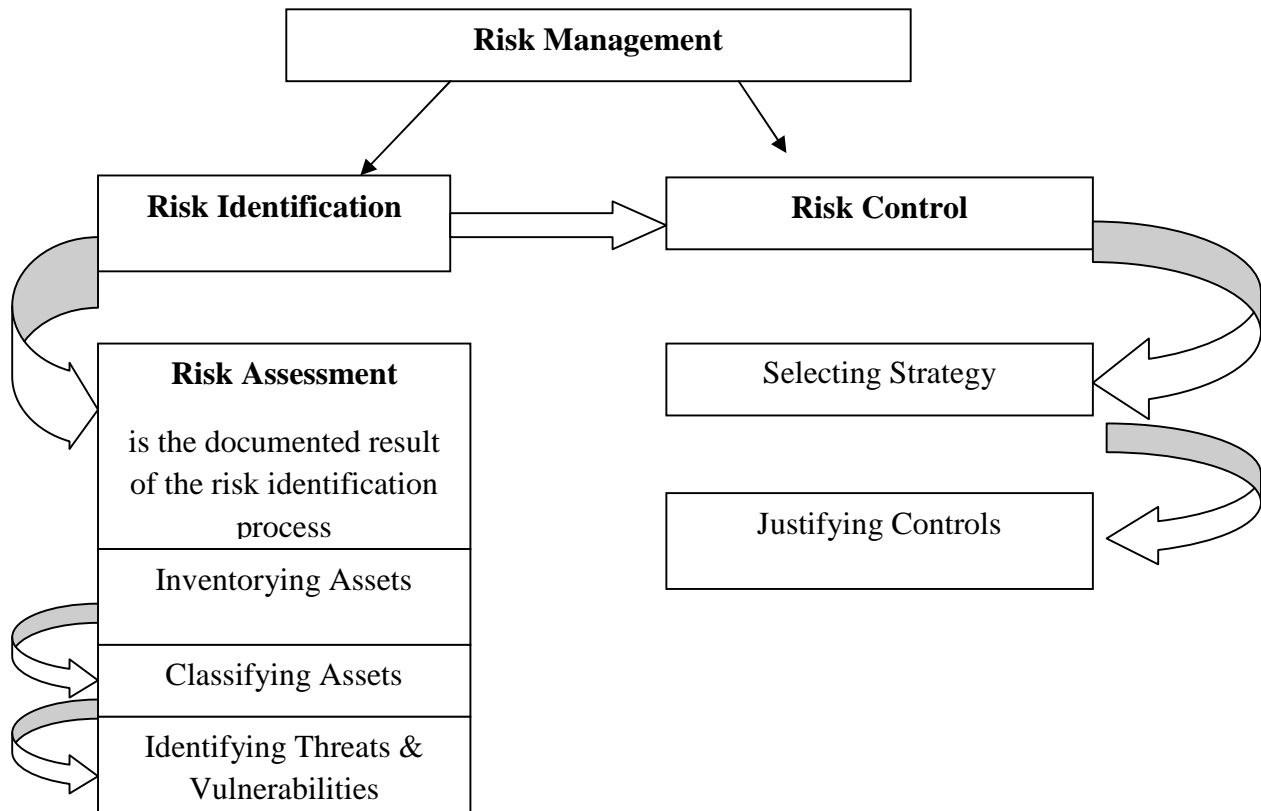 Risk Management
Risk Identification
Risk Control
Risk Assessment
is the documented result
of the risk identification
process
Inventorying Assets
Classifying Assets
Identifying Threats &
Vulnerabilities
Selecting Strategy
Justifying Controls